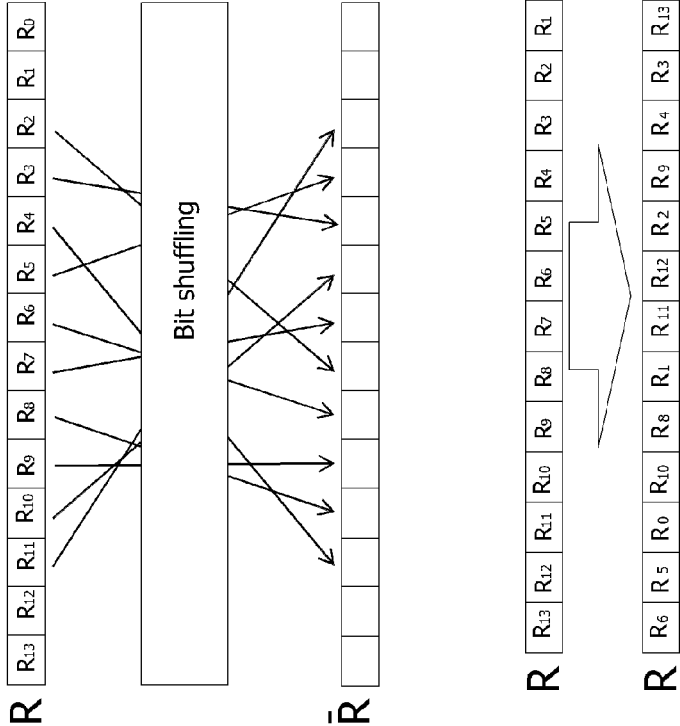 R R13 R12 R11 R10 R9 R8 R7 R6 R5 R4 R3 R2 R1 R0
Bit shuffling
R̄
R R13 R12 R11 R10 R9 R8 R7 R6 R5 R4 R3 R2 R1
R R6 R5 R0 R10 R8 R1 R11 R12 R2 R9 R4 R3 R13